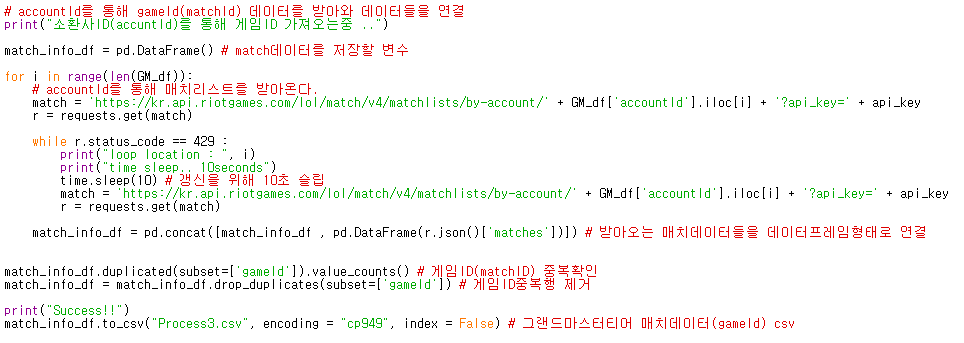 # accountId를 통해 gameId(matchId) 데이터를 받아와 데이터들을 연결
print("소환사ID(accuntId)를 통해 게임ID 가져오는중 ..")

match_info_df = pd.DataFrame() # match데이터를 저장할 변수

for i in range(len(GM_df)):
    # accountId를 통해 매치리스트를 받아온다.
    match = 'https://kr.api.riotgames.com/lol/match/v4/matchlists/by-account/' + GM_df['accountId'].iloc[i] + '?api_key=' + api_key
    r = requests.get(match)

    while r.status_code == 429 :
        print("loop location : ", i)
        print("time sleep.. 10seconds")
        time.sleep(10) # 갱신을 위해 10초 슬립
        match = 'https://kr.api.riotgames.com/lol/match/v4/matchlists/by-account/' + GM_df['accountId'].iloc[i] + '?api_key=' + api_key
        r = requests.get(match)

    match_info_df = pd.concat([match_info_df , pd.DataFrame(r.json()['matches'])]) # 받아오는 매치데이터들을 데이터프레임형태로 연결


match_info_df.duplicated(subset=['gameId']).value_counts() # 게임ID(matchID) 중복확인
match_info_df = match_info_df.drop_duplicates(subset=['gameId']) # 게임ID중복행 제거

print("Success!!")
match_info_df.to_csv("Process3.csv", encoding = "cp949", index = False) # 그랜드마스터티어 매치데이터(gameId) csv